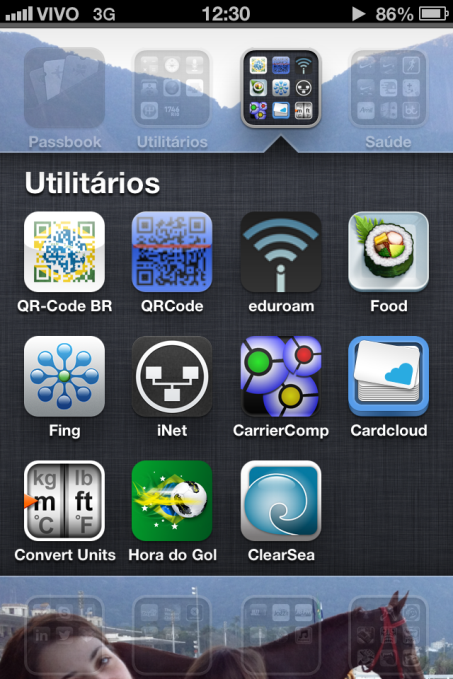 VIVO 3G 12:30 86%
Passbook Utilitários Saúde
Utilitários
QR-Code BR QRCode eduroam Food
Fing iNet CarrierComp Cardcloud
kg lb
m ft
°C °F
Convert Units Hora do Gol ClearSea
in